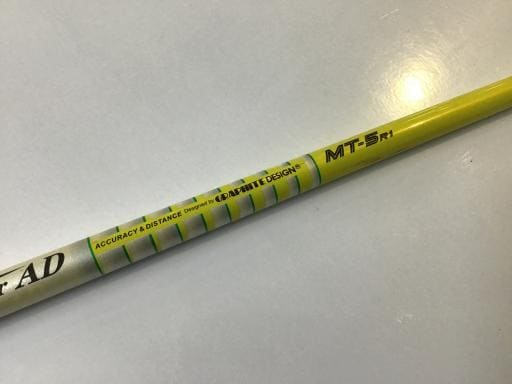 AD
ACCURACY & DISTANCE Designed by GRAPHITE DESIGN®
MT-5R1